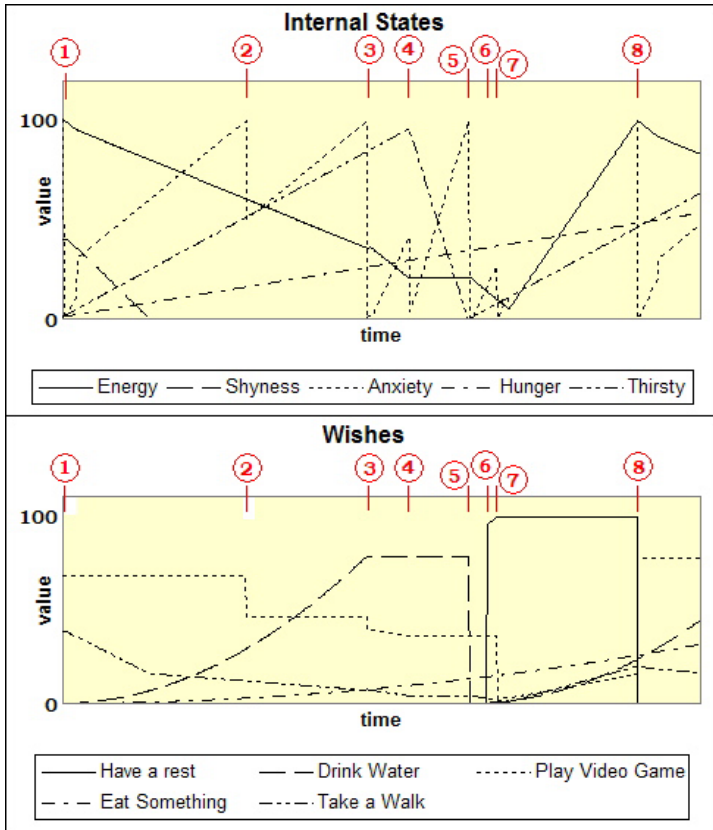 Internal States
1 2 3 4 5 6 7 8
100
value
0
time
Energy Shyness Anxiety Hunger Thirsty
Wishes
1 2 3 4 5 6 7 8
100
value
0
time
Have a rest Drink Water Play Video Game
Eat Something Take a Walk